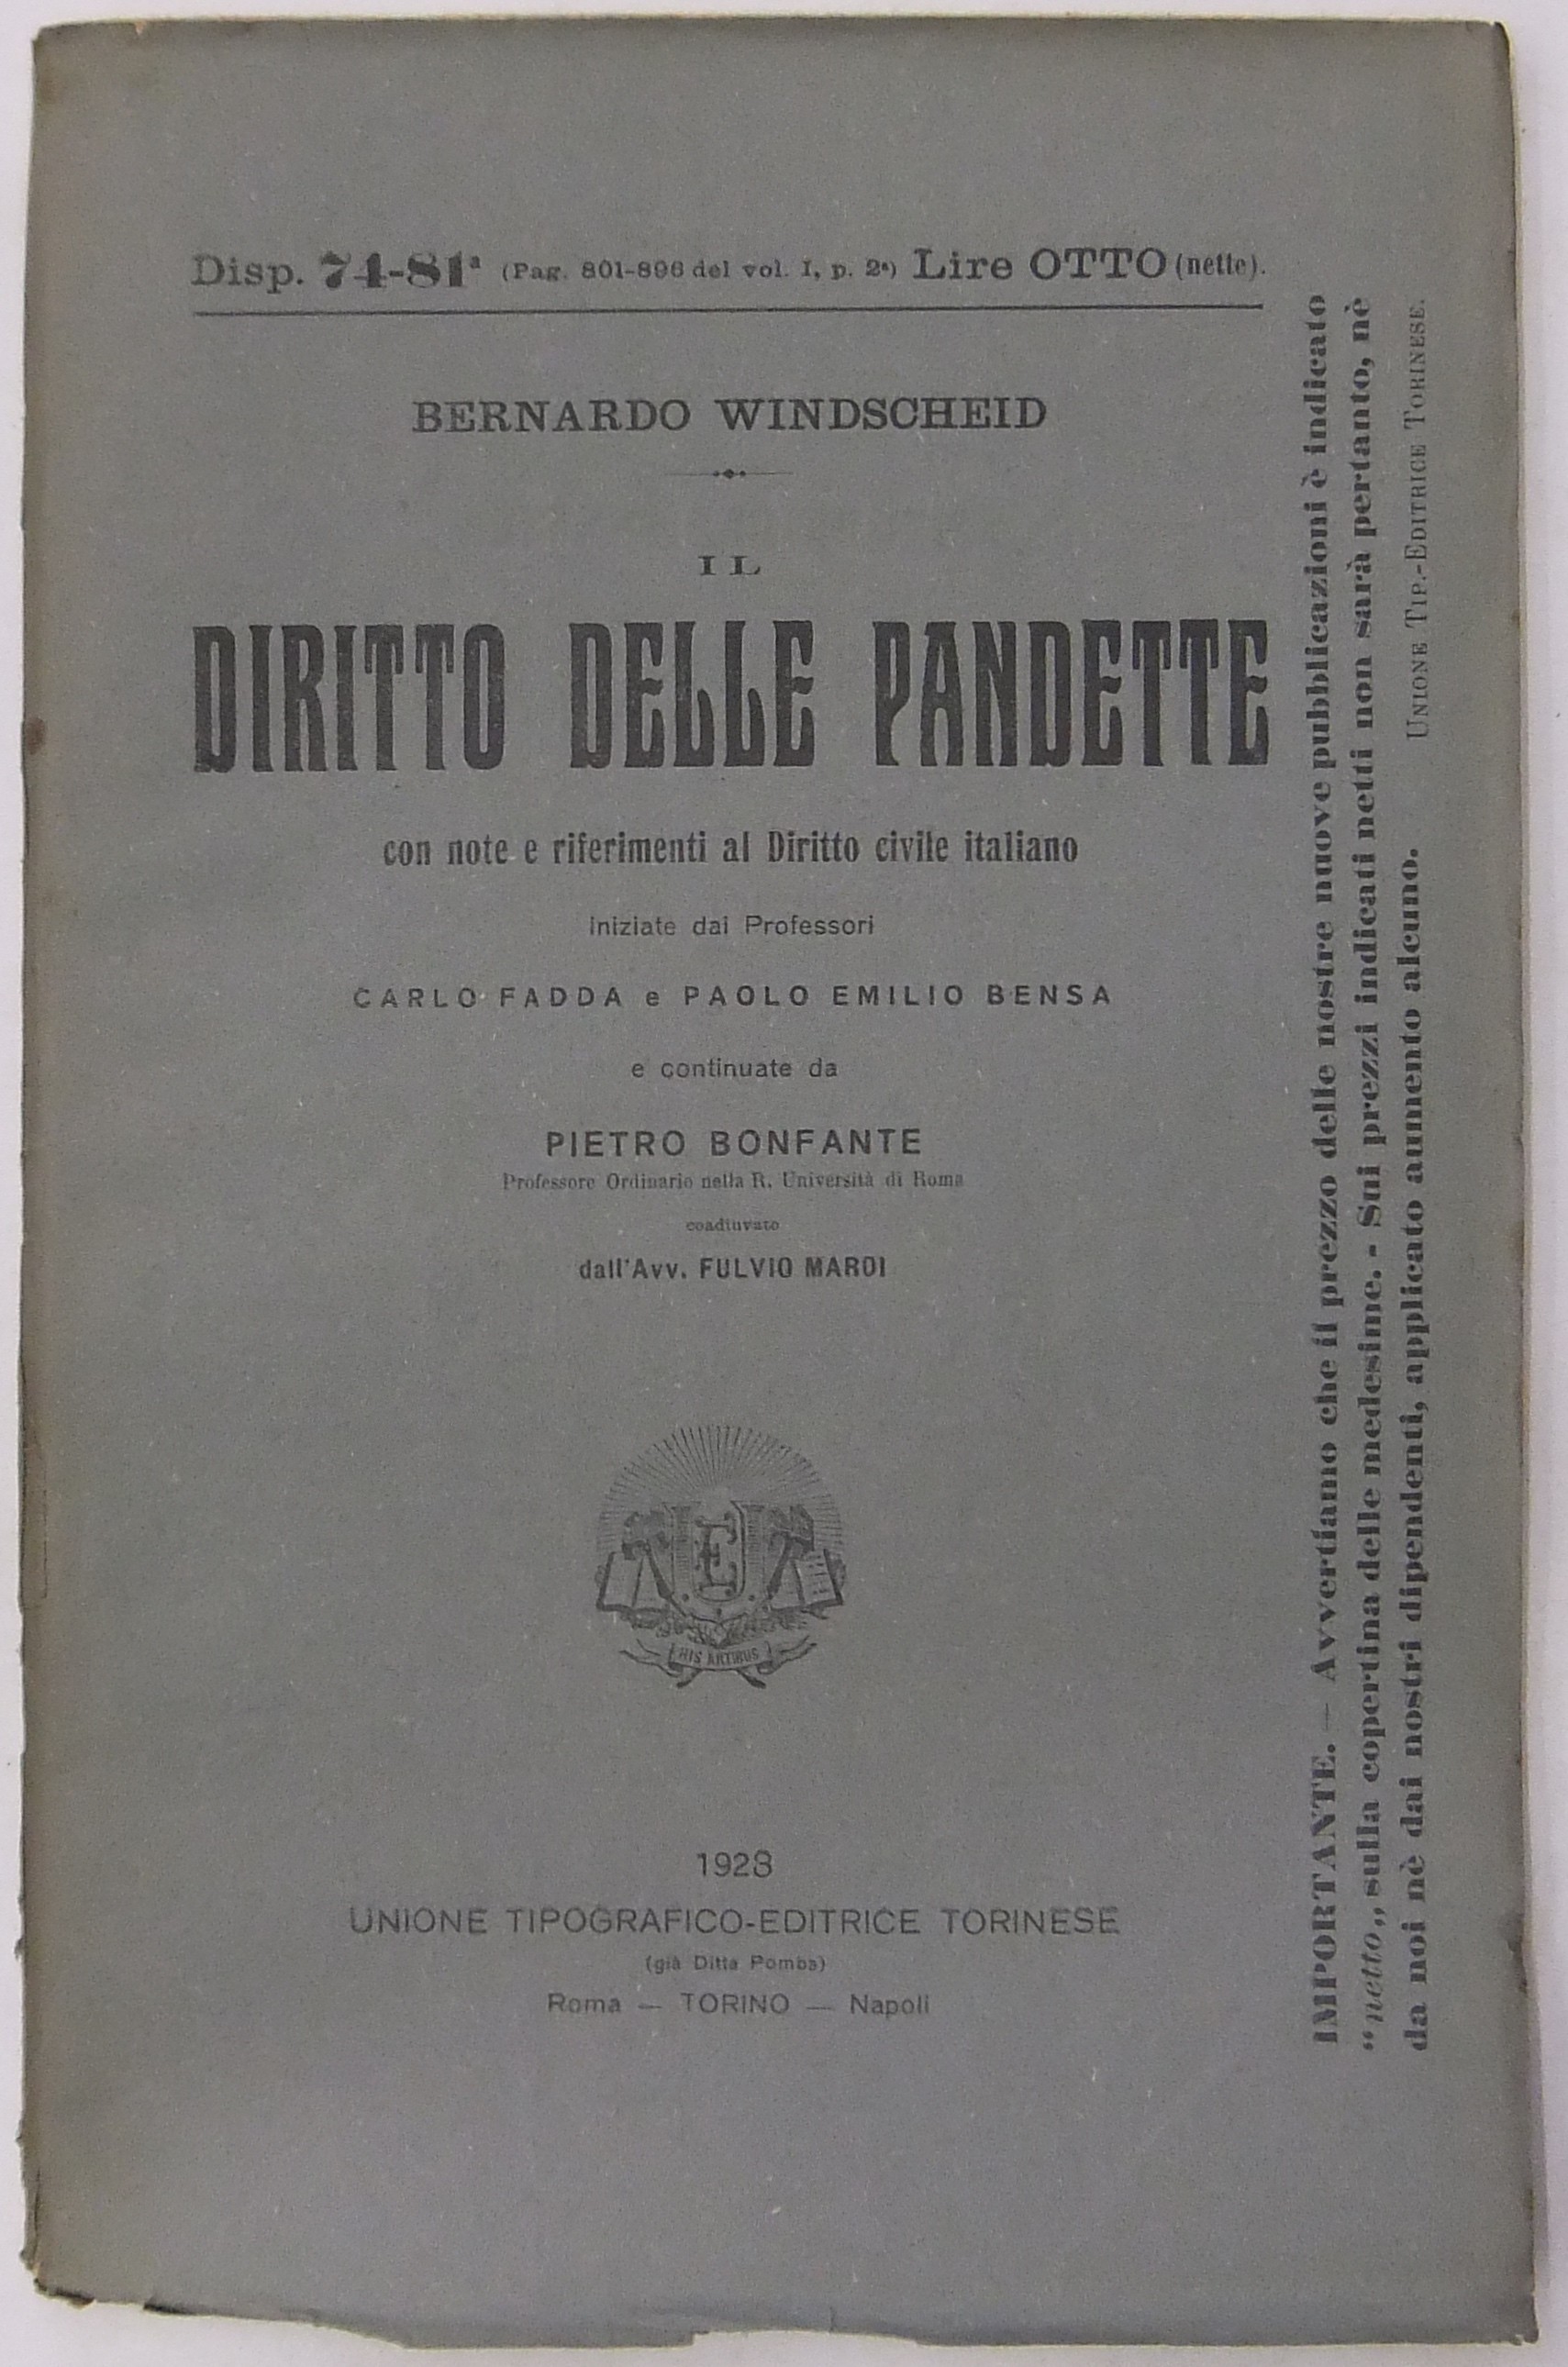 Disp. 74-81ª (Pag. 801-896 del vol. I, p. 2ª) Lire OTTO (nette).
BERNARDO WINDSCHEID
IL
DIRITTO DELLE PANDETTE
con note e riferimenti al Diritto civile italiano
iniziate dai Professori
CARLO FADDA e PAOLO EMILIO BENSA
e continuate da
PIETRO BONFANTE
Professore Ordinario nella R. Università di Roma
coadiuvato
dall'Avv. FULVIO MAROI
UE
HIS ARTIBUS
1923
UNIONE TIPOGRAFICO-EDITRICE TORINESE
(già Ditta Pomba)
Roma — TORINO — Napoli
IMPORTANTE. — Avvertiamo che il prezzo delle nostre nuove pubblicazioni è indicato
"netto„ sulla copertina delle medesime. - Sui prezzi indicati netti non sarà pertanto, nè
da noi nè dai nostri dipendenti, applicato aumento alcuno. UNIONE TIP.-EDITRICE TORINESE.